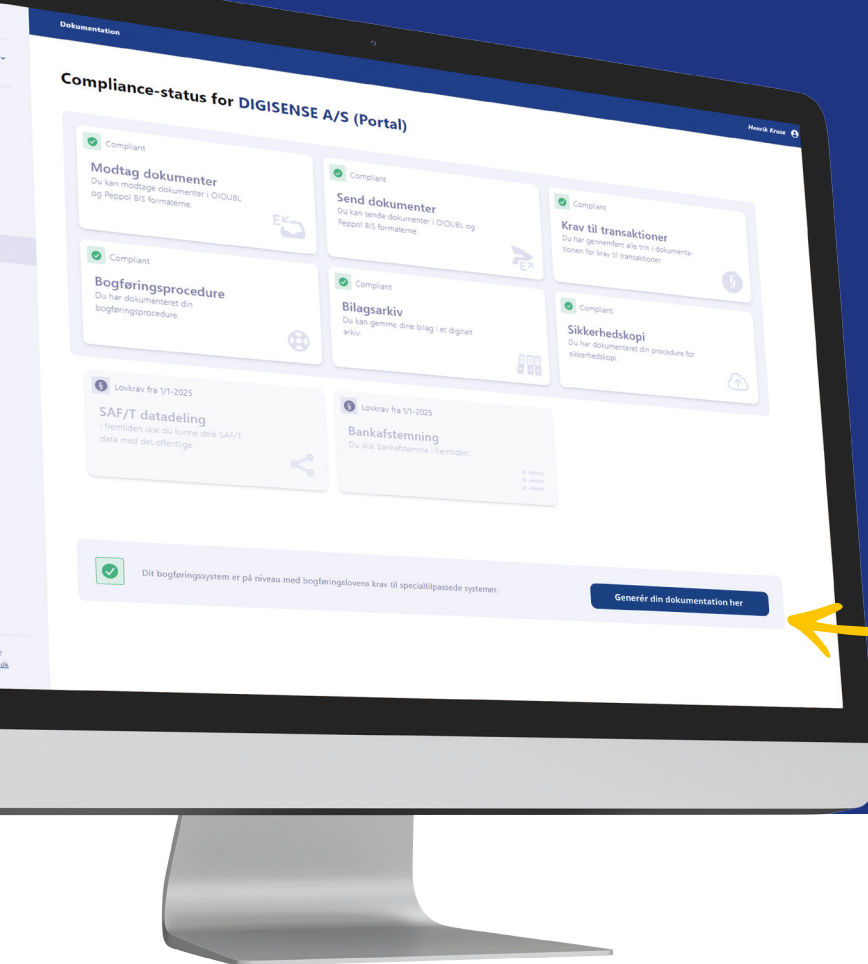 Dokumentation
Henrik Kruse
Compliance-status for DIGISENSE A/S (Portal)
Compliant
Modtag dokumenter
Du kan modtage dokumenter i OIOUBL
og Peppol BIS formaterne.
Compliant
Send dokumenter
Du kan sende dokumenter i OIOUBL og
Peppol BIS formaterne.
Compliant
Krav til transaktioner
Du har gennemført alle trin i dokumenta-
tionen for krav til transaktioner.
§
Compliant
Bogføringsprocedure
Du har dokumenteret din
bogføringsprocedure.
Compliant
Bilagsarkiv
Du kan gemme dine bilag i et digitalt
arkiv.
Compliant
Sikkerhedskopi
Du har dokumenteret din procedure for
sikkerhedskopi.
§ Lovkrav fra 1/1-2025
SAF/T datadeling
I fremtiden skal du kunne dele SAF/T
data med det offentlige.
§ Lovkrav fra 1/1-2025
Bankafstemning
Du skal bankafstemme i fremtiden.
Dit bogføringssystem er på niveau med bogføringslovens krav til specialtilpassede systemer.
Generér din dokumentation her
dk